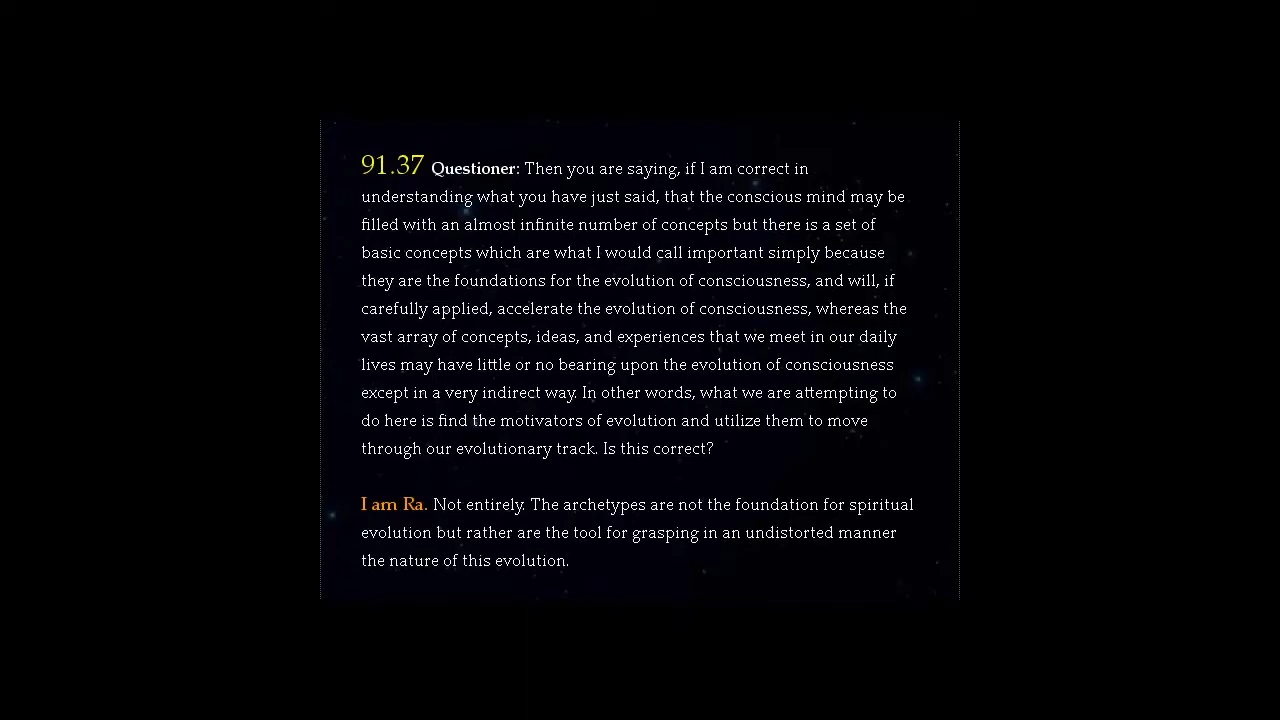 91.37 Questioner: Then you are saying, if I am correct in
understanding what you have just said, that the conscious mind may be
filled with an almost infinite number of concepts but there is a set of
basic concepts which are what I would call important simply because
they are the foundations for the evolution of consciousness, and will, if
carefully applied, accelerate the evolution of consciousness, whereas the
vast array of concepts, ideas, and experiences that we meet in our daily
lives may have little or no bearing upon the evolution of consciousness
except in a very indirect way. In other words, what we are attempting to
do here is find the motivators of evolution and utilize them to move
through our evolutionary track. Is this correct?
I am Ra. Not entirely. The archetypes are not the foundation for spiritual
evolution but rather are the tool for grasping in an undistorted manner
the nature of this evolution.